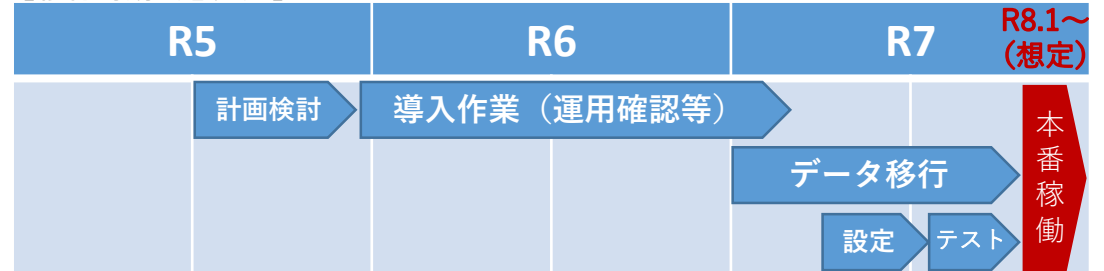 R5
R6
R7
R8.1～
(想定)
計画検討
導入作業（運用確認等）
データ移行
設定
テスト
本番稼働